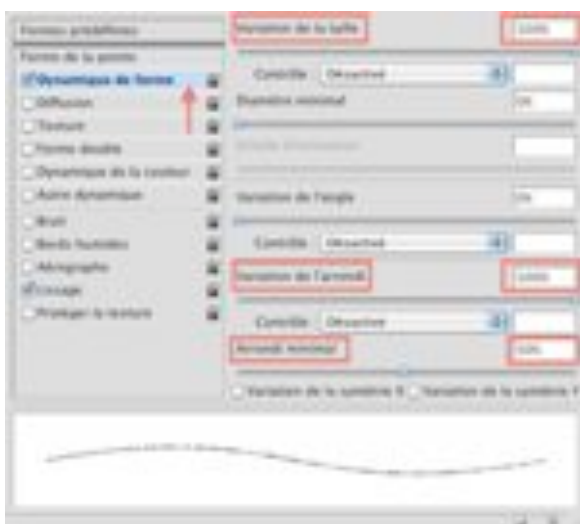 Formes prédéfinies
Forme de la pointe
Dynamique de forme
Diffusion
Texture
Forme double
Dynamique de la couleur
Autre dynamique
Bruit
Bords humides
Aérographe
Lissage
Protéger la texture
Variation de la taille
100%
Contrôle : Désactivé
Diamètre minimal
0%
Variation de l'angle
0%
Contrôle : Désactivé
Variation de l'arrondi
100%
Contrôle : Désactivé
Arrondi minimal
Variation de la symétrie X
Variation de la symétrie Y